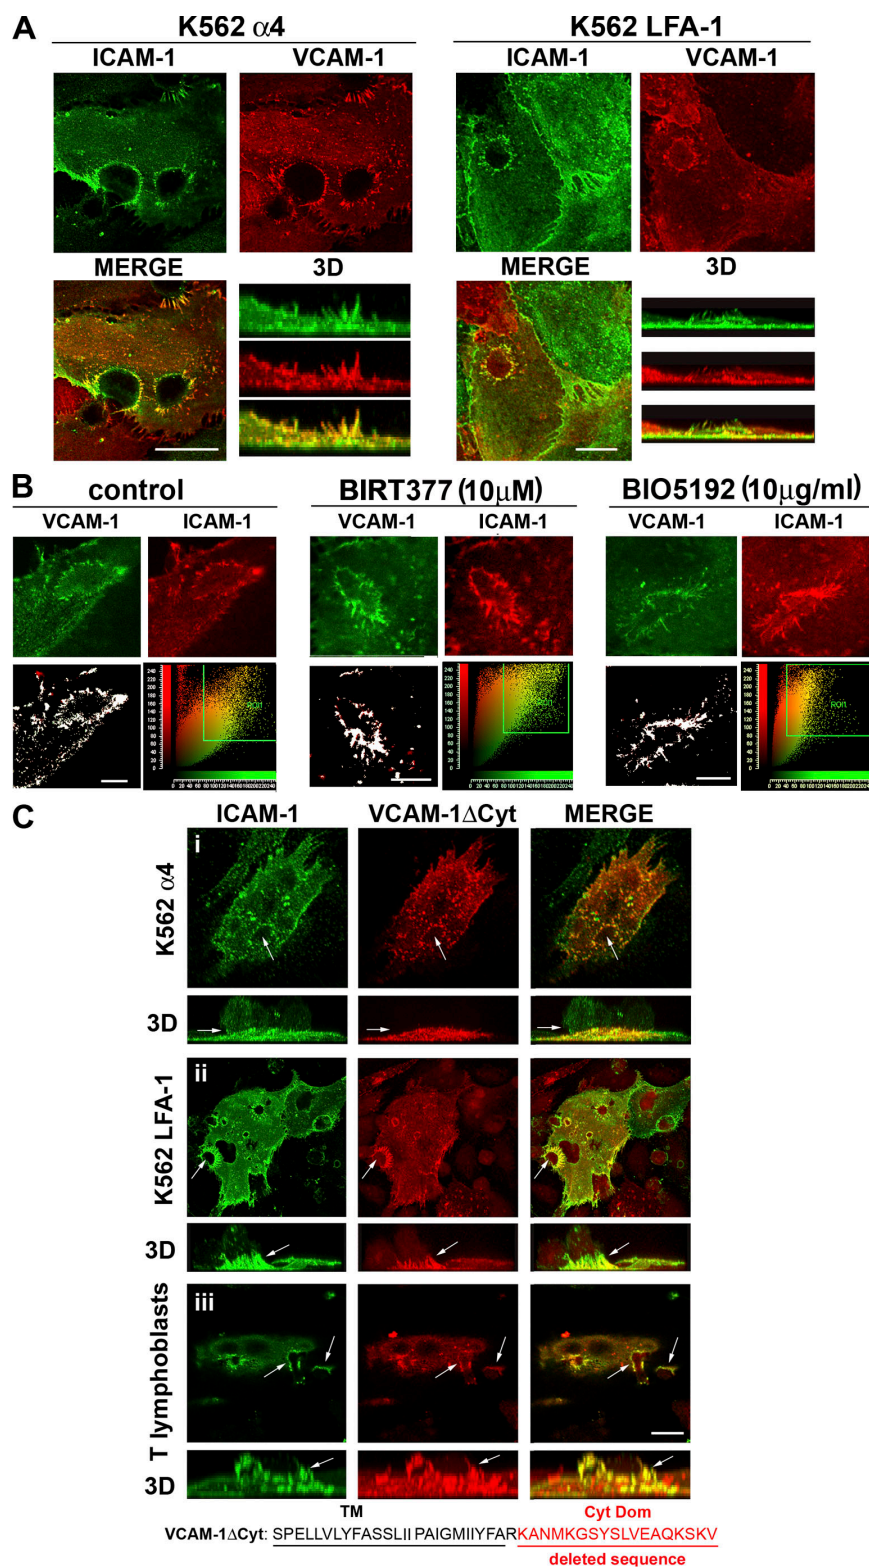 A
K562 α4
K562 LFA-1
ICAM-1 VCAM-1 ICAM-1 VCAM-1
MERGE 3D MERGE 3D
B
control
BIRT377 (10μM)
BIO5192 (10μg/ml)
VCAM-1 ICAM-1 VCAM-1 ICAM-1 VCAM-1 ICAM-1
C
ICAM-1 VCAM-1ΔCyt MERGE
K562 α4
i
3D
K562 LFA-1
ii
3D
T lymphoblasts
iii
3D
TM Cyt Dom
VCAM-1ΔCyt: SPELLVLYFASSLIIPAIGMIIYFARKANMKGSYSLVEAQKSKV
deleted sequence